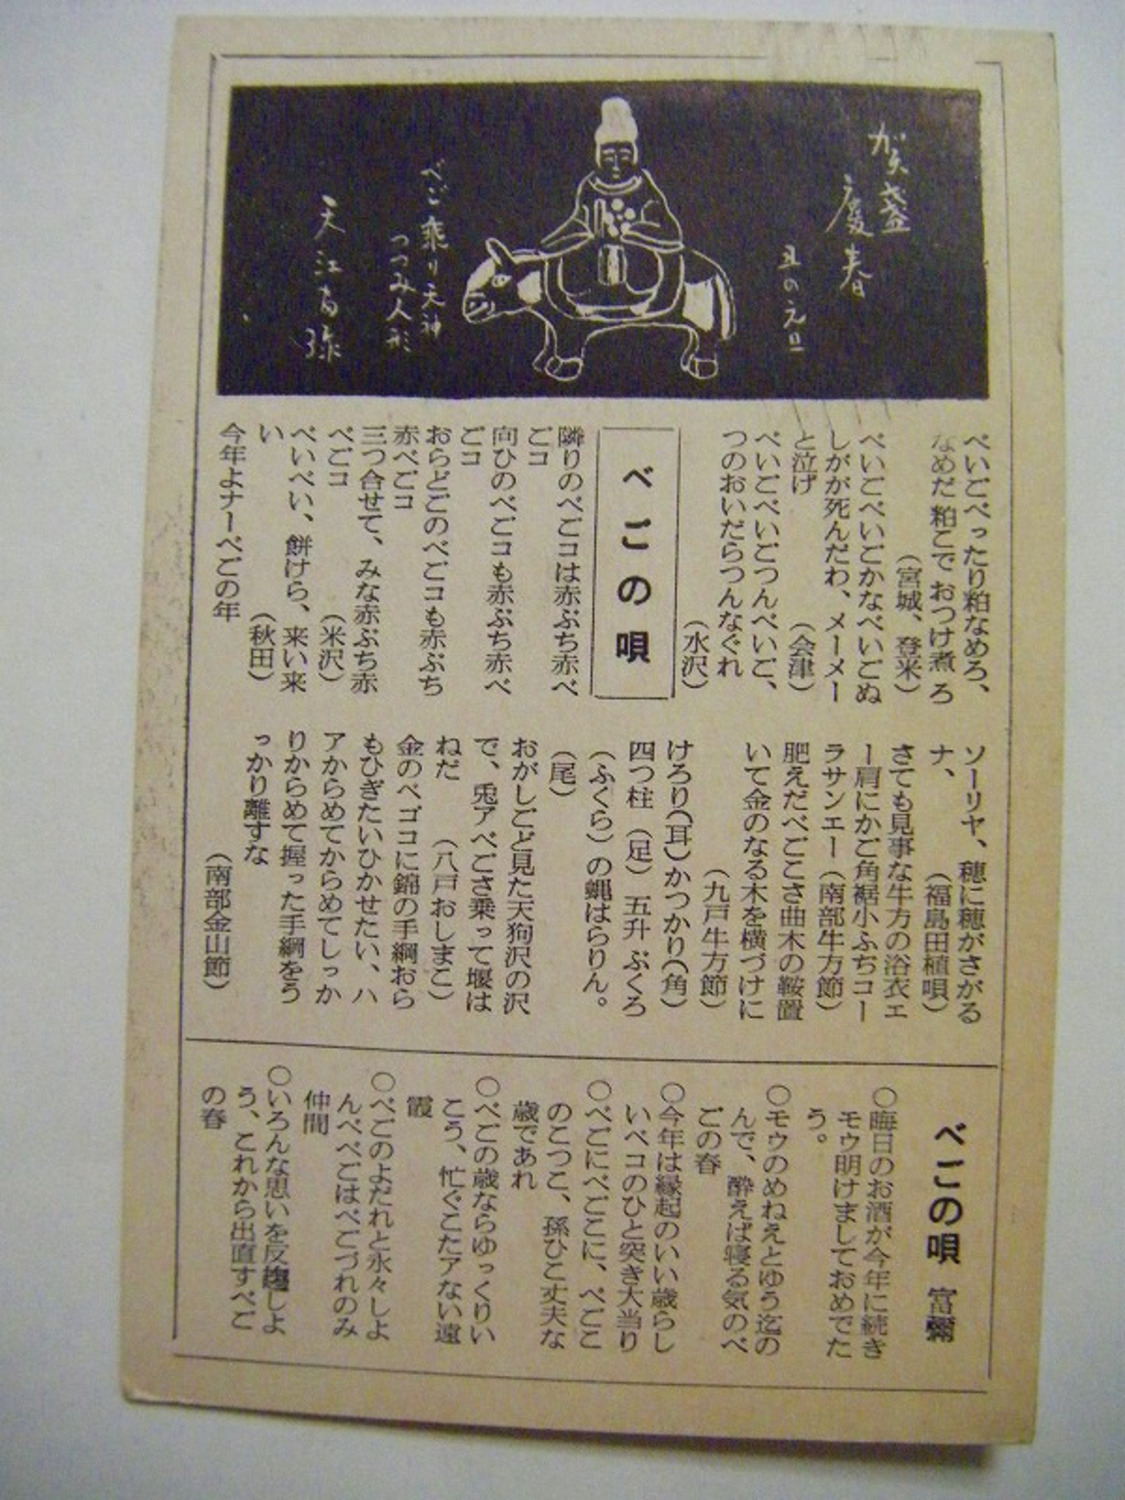 賀盞
慶春
丑の元旦
べご乗り天神
つつみ人形
天江富弥
べいごべったり粕なめろ、
なめだ粕こで おつけ煮ろ
(宮城、登来)
べいごべいごかなべいごぬ
しがが死んだわ、メーメー
と泣げ
(会津)
べいごべいごつんべいご、
つのおいだらつんなぐれ
(水沢)
べごの唄
隣りのべごコは赤ぶち赤べ
ごコ
向ひのべごコも赤ぶち赤べ
ごコ
おらどごのべごコも赤ぶち
赤べごコ
三つ合せて、みな赤ぶち赤
べごコ
(米沢)
べいべい、餅けら、来い来
い
(秋田)
今年よナーべごの年
ソーリヤ、穂に穂がさがる
ナ、
(福島田植唄)
さても見事な牛方の浴衣エ
ー肩にかご角裾小ふちコー
ラサンエー(南部牛方節)
肥えだべごこさ曲木の鞍置
いて金のなる木を横づけに
(九戸牛方節)
けろり(耳)かつかり(角)
四つ柱(足)五升ぶくろ
(ふくら)の蝿はらりん。
(尾)
おがしごど見た天狗沢の沢
で、兎アべごさ乗って堰は
ねだ
(八戸おしまこ)
金のベゴコに錦の手綱おら
もひぎたいひかせたい、ハ
アからめてからめてしっか
りからめて握った手綱をう
っかり離すな
(南部金山節)
べこの唄 富彌
○晦日のお酒が今年に続き
モウ明けましておめでた
う。
○モウのめねえとゆう迄の
んで、酔えば寝る気のべ
ごの春
○今年は縁起のいい歳らし
いベコのひと突き大当り
○べごにべごこに、べごこ
のこつこ、孫ひこ丈夫な
歳であれ
○べごの歳ならゆっくりい
こう、忙ぐこたアない遠
霞
○べごのよだれと永々しよ
んべべごはべごづれのみ
仲間
○いろんな思いを反しよ
う、これから出直すべご
の春